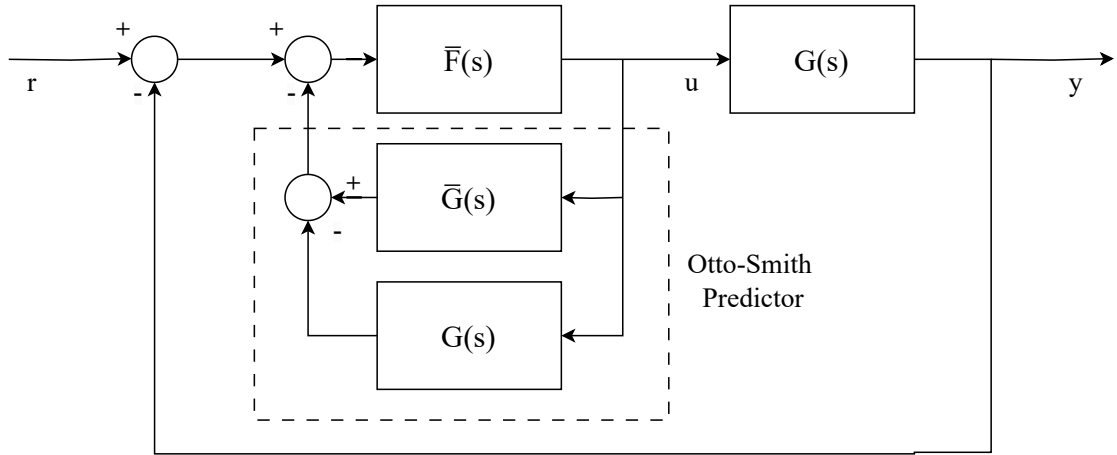 +
+
F̅(s)
G(s)
r
-
-
u
y
+
G̅(s)
-
Otto-Smith
Predictor
G(s)